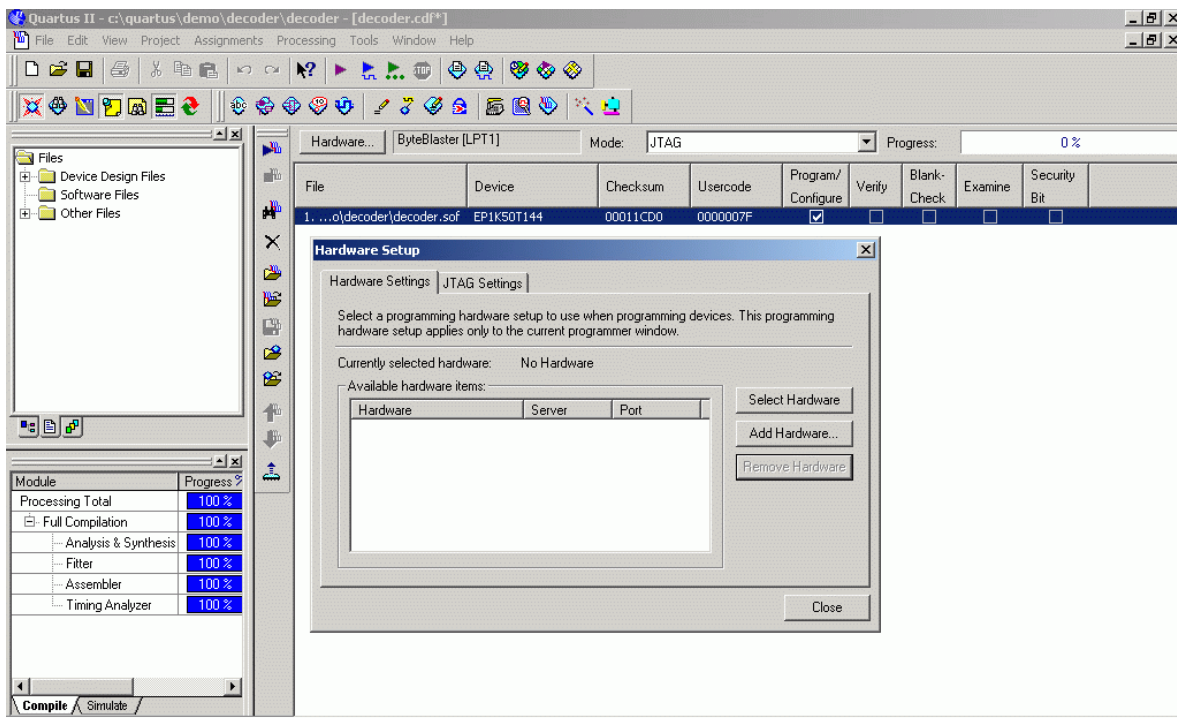 Quartus II - c:\quartus\demo\decoder\decoder - [decoder.cdf*]
File Edit View Project Assignments Processing Tools Window Help
Hardware... ByteBlaster [LPT1] Mode: JTAG Progress: 0 %
Files
Device Design Files
Software Files
Other Files
File Device Checksum Usercode Program/ Configure Verify Blank- Check Examine Security Bit
1. ...o\decoder\decoder.sof EP1K50T144 00011CD0 0000007F
Hardware Setup
Hardware Settings JTAG Settings
Select a programming hardware setup to use when programming devices. This programming
hardware setup applies only to the current programmer window.
Currently selected hardware: No Hardware
Available hardware items:
Hardware Server Port
Select Hardware
Add Hardware...
Remove Hardware
Close
Module Progress %
Processing Total 100 %
Full Compilation 100 %
Analysis & Synthesis 100 %
Fitter 100 %
Assembler 100 %
Timing Analyzer 100 %
Compile Simulate